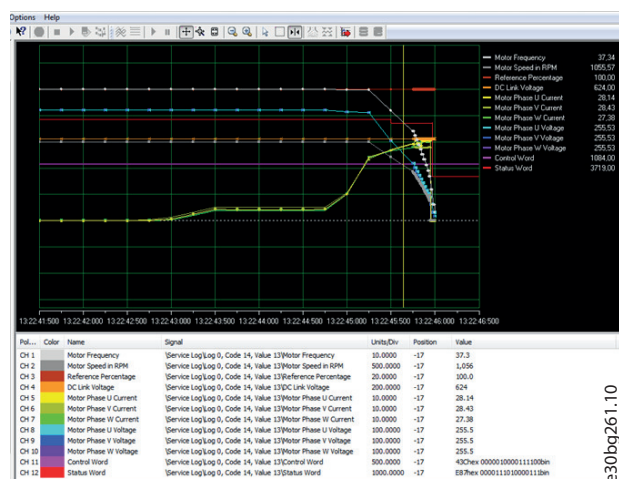 Options Help
Motor Frequency 37,34
Motor Speed in RPM 1055,57
Reference Percentage 100,00
DC Link Voltage 624,00
Motor Phase U Current 28,14
Motor Phase V Current 28,43
Motor Phase W Current 27,38
Motor Phase U Voltage 255,53
Motor Phase V Voltage 255,53
Motor Phase W Voltage 255,53
Control Word 1084,00
Status Word 3719,00
13:22:41:500 13:22:42:000 13:22:42:500 13:22:43:000 13:22:43:500 13:22:44:000 13:22:44:500 13:22:45:000 13:22:45:500 13:22:46:000 13:22:46:500
Pol... Color Name Signal Units/Div Position Value
CH 1 Motor Frequency \Service Log\Log 0, Code 14, Value 13\Motor Frequency 10.0000 -17 37.3
CH 2 Motor Speed in RPM \Service Log\Log 0, Code 14, Value 13\Motor Speed in RPM 500.0000 -17 1,056
CH 3 Reference Percentage \Service Log\Log 0, Code 14, Value 13\Reference Percentage 20.0000 -17 100.0
CH 4 DC Link Voltage \Service Log\Log 0, Code 14, Value 13\DC Link Voltage 200.0000 -17 624
CH 5 Motor Phase U Current \Service Log\Log 0, Code 14, Value 13\Motor Phase U Current 10.0000 -17 28.14
CH 6 Motor Phase V Current \Service Log\Log 0, Code 14, Value 13\Motor Phase V Current 10.0000 -17 28.43
CH 7 Motor Phase W Current \Service Log\Log 0, Code 14, Value 13\Motor Phase W Current 10.0000 -17 27.38
CH 8 Motor Phase U Voltage \Service Log\Log 0, Code 14, Value 13\Motor Phase U Voltage 100.0000 -17 255.5
CH 9 Motor Phase V Voltage \Service Log\Log 0, Code 14, Value 13\Motor Phase V Voltage 100.0000 -17 255.5
CH 10 Motor Phase W Voltage \Service Log\Log 0, Code 14, Value 13\Motor Phase W Voltage 100.0000 -17 255.5
CH 11 Control Word \Service Log\Log 0, Code 14, Value 13\Control Word 500.0000 -17 43Chex 0000010000111100bin
CH 12 Status Word \Service Log\Log 0, Code 14, Value 13\Status Word 1000.0000 -17 E87hex 0000111010000111bin
e30bg261.10